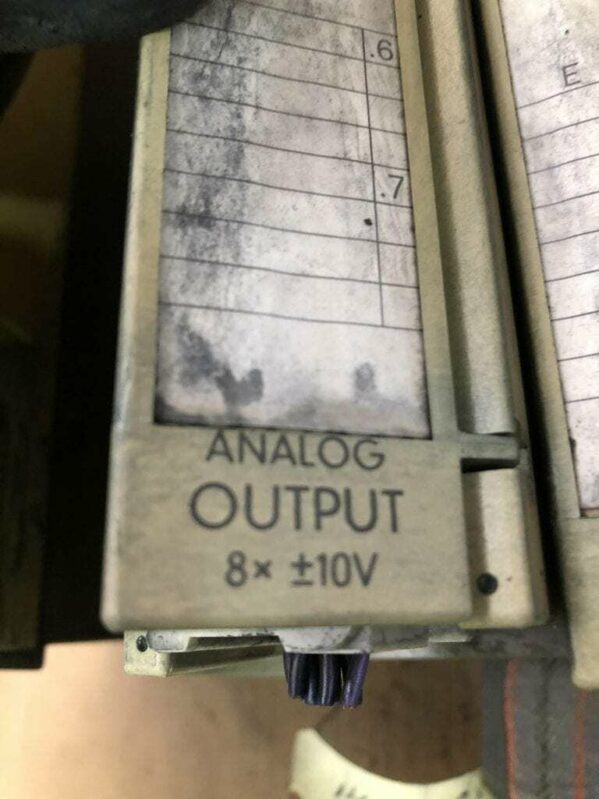 .6
E
.7
ANALOG
OUTPUT
8× ±10V